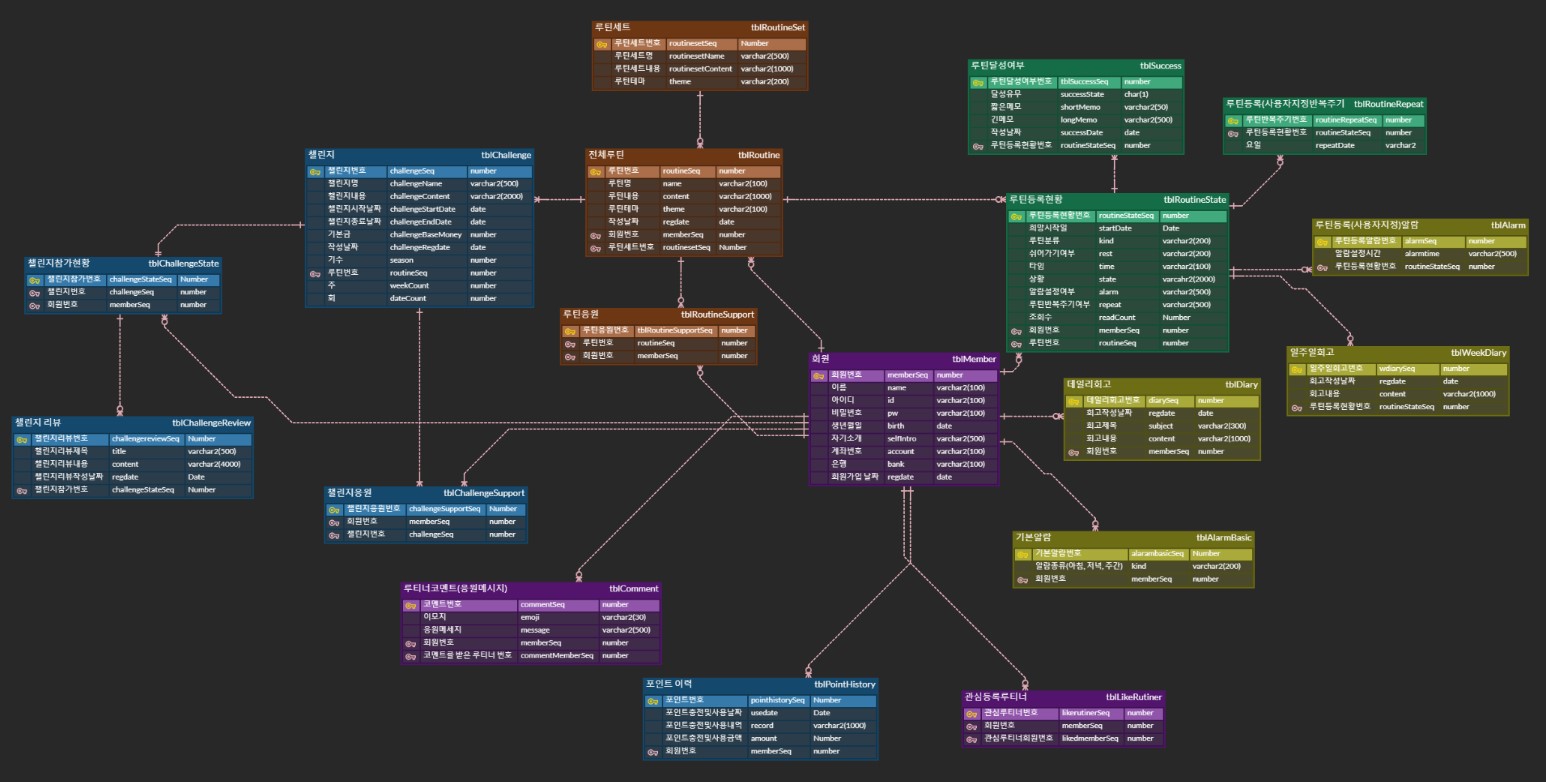 루틴세트 tblRoutineSet
루틴세트번호 routinesetSeq Number
루틴세트명 routinesetName varchar2(500)
루틴세트내용 routinesetContent varchar2(1000)
루틴테마 theme varchar2(200)
루틴달성여부 tblSuccess
루틴달성여부번호 tblSuccessSeq number
달성유무 successState char(1)
짧은메모 shortMemo varchar2(50)
긴메모 longMemo varchar2(500)
작성날짜 successDate date
루틴등록현황번호 routineStateSeq number
루틴등록(사용자지정반복주기 tblRoutineRepeat
루틴반복주기번호 routineRepeatSeq number
루틴등록현황번호 routineStateSeq number
요일 repeatDate varchar2
챌린지 tblChallenge
챌린지번호 challengeSeq number
챌린지명 challengeName varchar2(500)
챌린지내용 challengeContent varchar2(2000)
챌린지시작날짜 challengeStartDate date
챌린지종료날짜 challengeEndDate date
기본금 challengeBaseMoney number
작성날짜 challengeRegdate date
기수 season number
루틴번호 routineSeq number
주 weekCount number
회 dateCount number
전체루틴 tblRoutine
루틴번호 routineSeq number
루틴명 name varchar2(100)
루틴내용 content varchar2(1000)
루틴테마 theme varchar2(100)
작성날짜 regdate date
회원번호 memberSeq number
루틴세트번호 routinesetSeq Number
루틴등록현황 tblRoutineState
루틴등록현황번호 routineStateSeq number
희망시작일 startDate Date
루틴분류 kind varchar2(200)
쉬어가기여부 rest varchar2(200)
타임 time varchar2(100)
상황 state varchar2(2000)
알람설정여부 alarm varchar2(500)
루틴반복주기여부 repeat varchar2(500)
조회수 readCount Number
회원번호 memberSeq number
루틴번호 routineSeq number
루틴등록(사용자지정)알람 tblAlarm
루틴등록알람번호 alarmSeq number
알람설정시간 alarmtime varchar2(500)
루틴등록현황번호 routineStateSeq number
챌린지참가현황 tblChallengeState
챌린지참가번호 challengeStateSeq Number
챌린지번호 challengeSeq number
회원번호 memberSeq number
루틴응원 tblRoutineSupport
루틴응원번호 tblRoutineSupportSeq number
루틴번호 routineSeq number
회원번호 memberSeq number
회원 tblMember
회원번호 memberSeq number
이름 name varchar2(100)
아이디 id varchar2(100)
비밀번호 pw varchar2(100)
생년월일 birth date
자기소개 selfIntro varchar2(500)
계좌번호 account varchar2(100)
은행 bank varchar2(100)
회원가입 날짜 regdate date
일주일회고 tblWeekDiary
일주일회고번호 wdiarySeq number
회고작성날짜 regdate date
회고내용 content varchar2(1000)
루틴등록현황번호 routineStateSeq number
데일리회고 tblDiary
데일리회고번호 diarySeq number
회고작성날짜 regdate date
회고제목 subject varchar2(300)
회고내용 content varchar2(1000)
회원번호 memberSeq number
챌린지 리뷰 tblChallengeReview
챌린지리뷰번호 challengereviewSeq Number
챌린지리뷰제목 title varchar2(500)
챌린지리뷰내용 content varchar2(4000)
챌린지리뷰작성날짜 regdate Date
챌린지참가번호 challengeStateSeq Number
챌린지응원 tblChallengeSupport
챌린지응원번호 challengeSupportSeq Number
회원번호 memberSeq number
챌린지번호 challengeSeq number
기본알람 tblAlarmBasic
기본알람번호 alarambasicSeq Number
알람종류(아침, 저녁, 주간) kind varchar2(200)
회원번호 memberSeq number
루티너코멘트(응원메시지) tblComment
코멘트번호 commentSeq number
이모지 emoji varchar2(30)
응원메세지 message varchar2(500)
회원번호 memberSeq number
코멘트를 받은 루티너 번호 commentMemberSeq number
포인트 이력 tblPointHistory
포인트번호 pointhistorySeq Number
포인트충전및사용날짜 usedate Date
포인트충전및사용내역 record varchar2(1000)
포인트충전및사용금액 amount Number
회원번호 memberSeq number
관심등록루티너 tblLikeRutiner
관심루티너번호 likerutinerSeq number
회원번호 memberSeq number
관심루티너회원번호 likedmemberSeq number